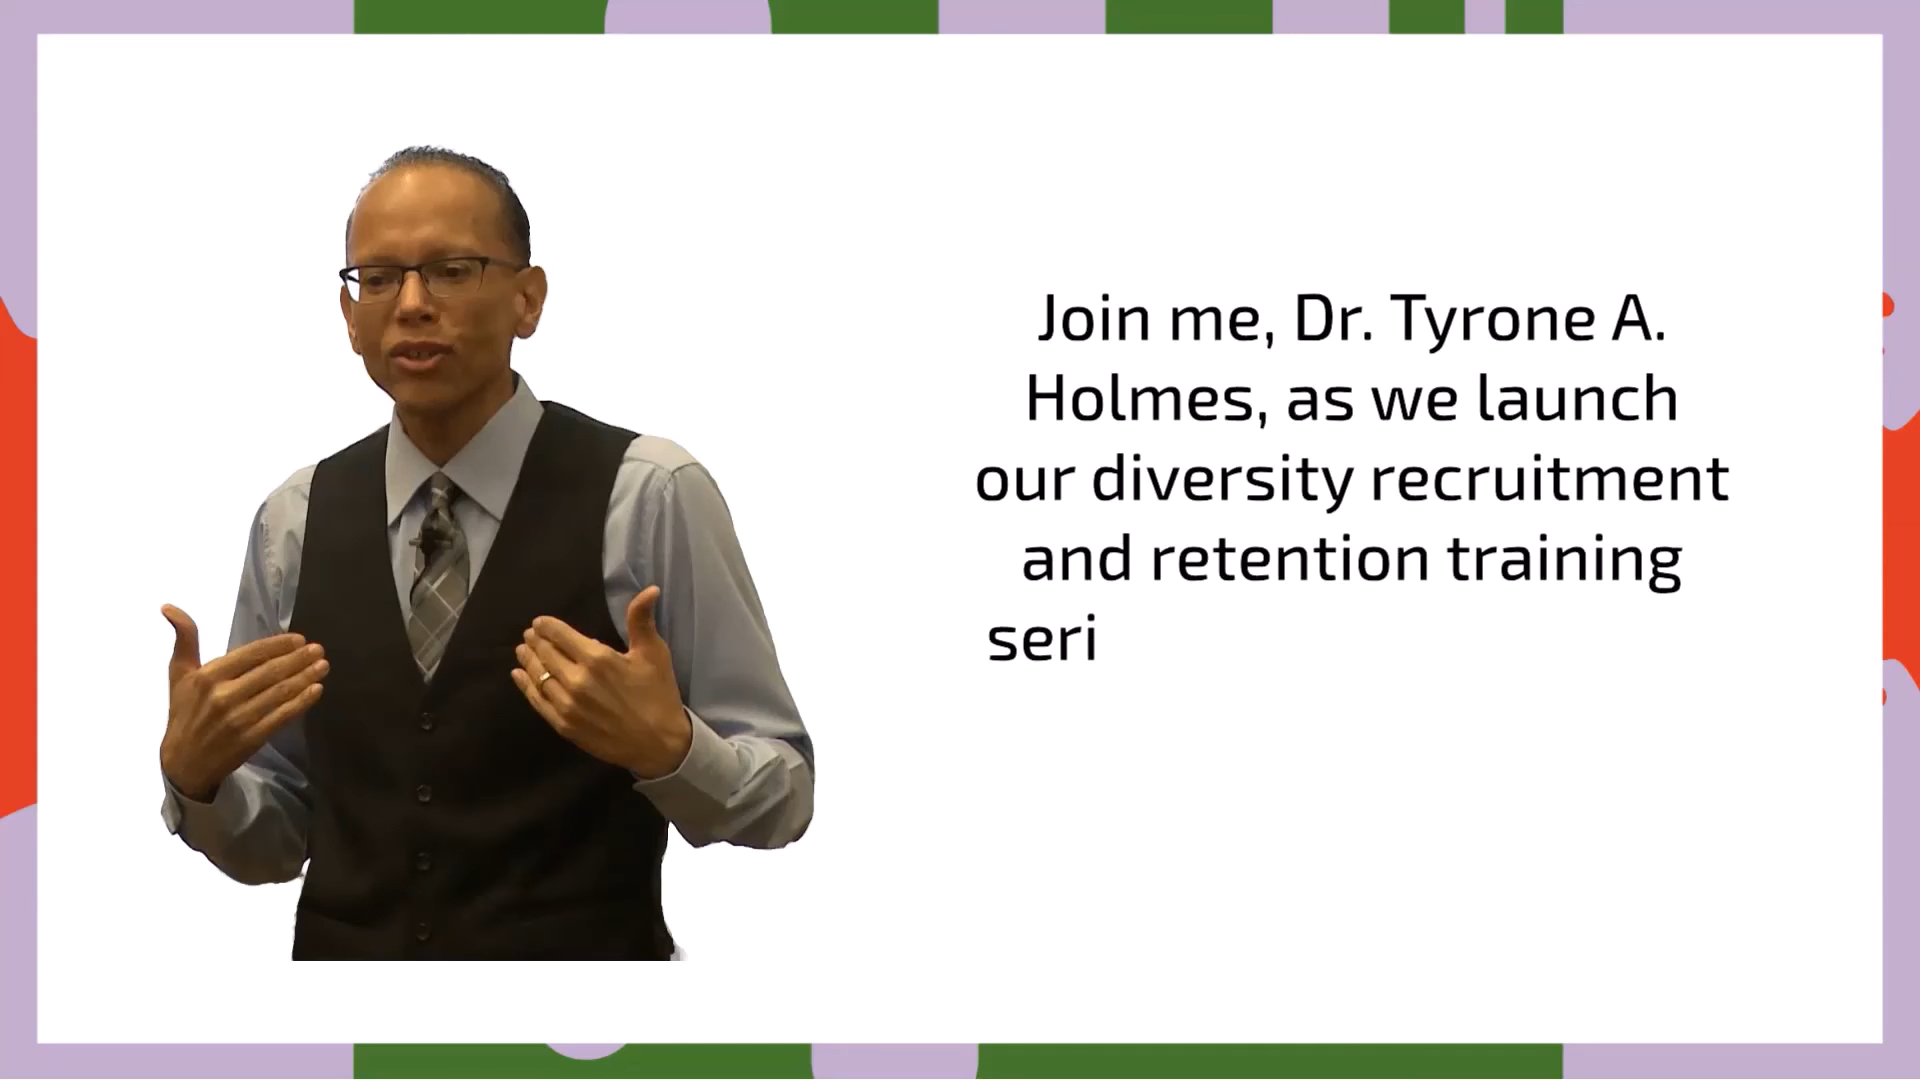 Join me, Dr. Tyrone A.
Holmes, as we launch
our diversity recruitment
and retention training
seri